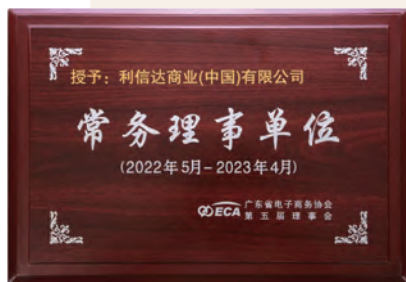 授予：利信达商业(中国)有限公司
常务理事单位
(2022年5月-2023年4月)
ECA 广东省电子商务协会
第五届理事会